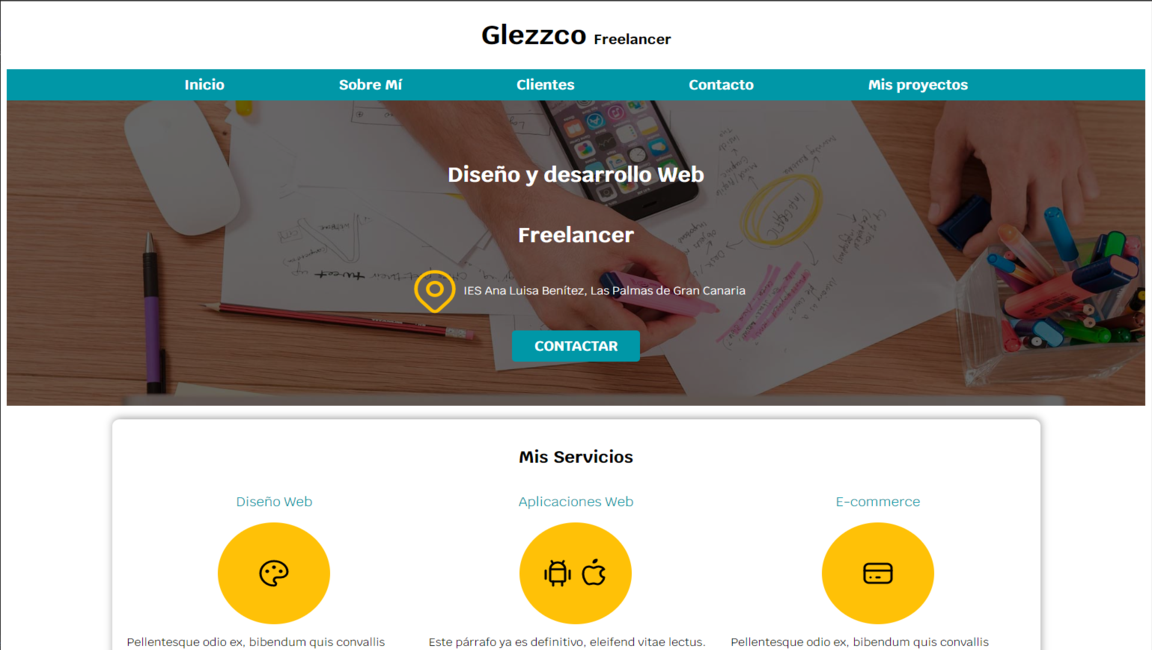 Glezzco Freelancer
Inicio Sobre Mí Clientes Contacto Mis proyectos
Diseño y desarrollo Web
Freelancer
IES Ana Luisa Benítez, Las Palmas de Gran Canaria
CONTACTAR
Mis Servicios
Diseño Web Aplicaciones Web E-commerce
Pellentesque odio ex, bibendum quis convallis Este párrafo ya es definitivo, eleifend vitae lectus. Pellentesque odio ex, bibendum quis convallis